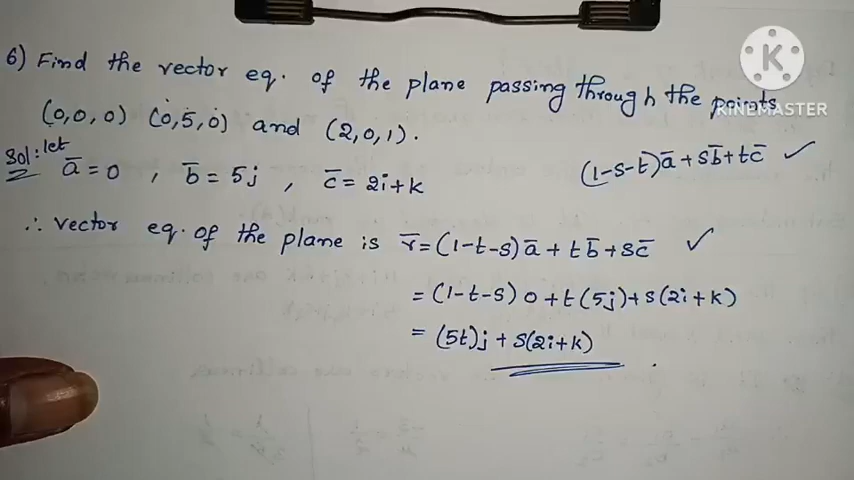 6) Find the vector eq. of the plane passing through the points
(0,0,0) (0,5,0) and (2,0,1).
Sol: let
a̅ = 0 , b̅ = 5j , c̅ = 2i+k
(1-s-t)a̅ + sb̅ + tc̅ ✓
∴ vector eq. of the plane is r̅ = (1-t-s)a̅ + tb̅ + sc̅ ✓
= (1-t-s)0 + t(5j) + s(2i+k)
= (5t)j + s(2i+k)
K
KINEMASTER